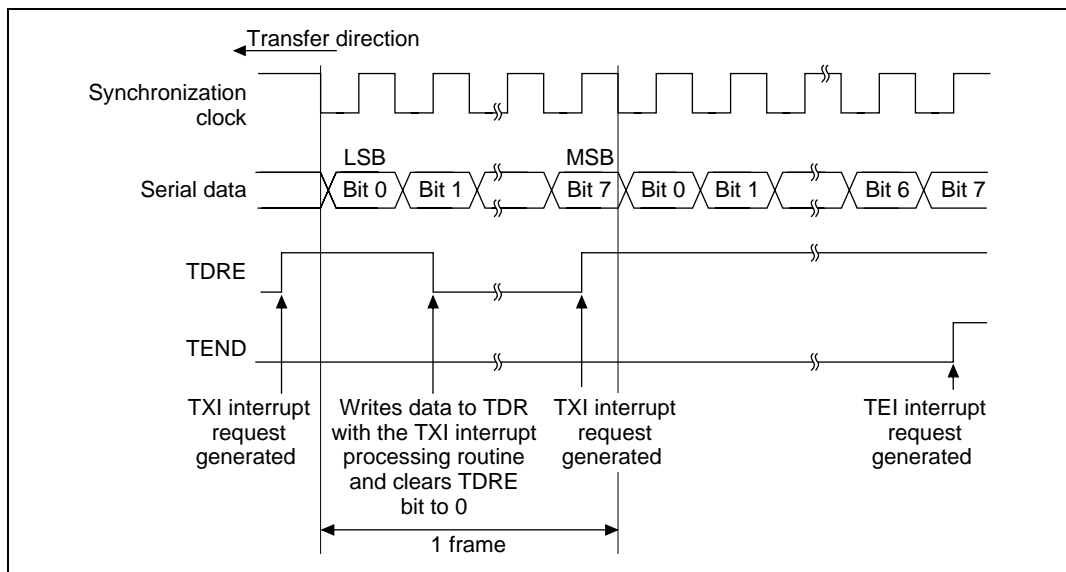 Transfer direction
Synchronization
clock
LSB
MSB
Serial data
Bit 0
Bit 1
Bit 7
Bit 0
Bit 1
Bit 6
Bit 7
TDRE
TEND
TXI interrupt
request
generated
Writes data to TDR
with the TXI interrupt
processing routine
and clears TDRE
bit to 0
TXI interrupt
request
generated
TEI interrupt
request
generated
1 frame